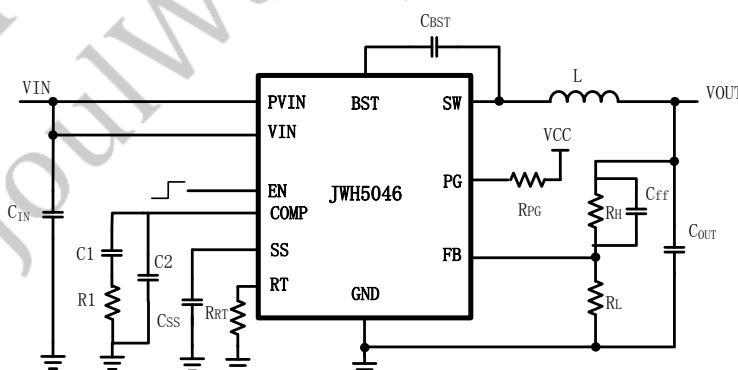 CBST
VIN
L
VOUT
PVIN
BST
SW
VIN
VCC
EN
JWH5046
PG
RPG
RH
Cff
CIN
COMP
COUT
C1
C2
SS
FB
R1
CSS
RRT
RT
GND
RL
JoulW